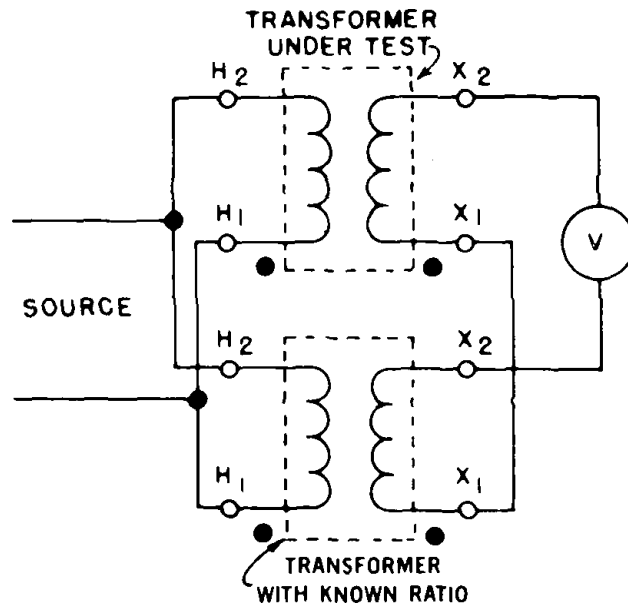 TRANSFORMER
UNDER TEST
H2
X2
H1
X1
V
SOURCE
H2
X2
H1
X1
TRANSFORMER
WITH KNOWN RATIO